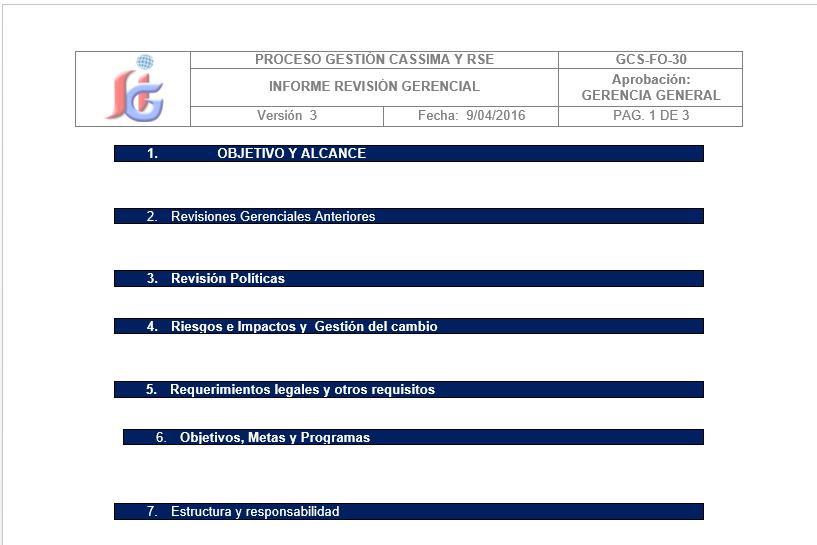 PROCESO GESTIÓN CASSIMA Y RSE
GCS-FO-30
INFORME REVISIÓN GERENCIAL
Aprobación:
GERENCIA GENERAL
Versión 3
Fecha: 9/04/2016
PAG. 1 DE 3
1. OBJETIVO Y ALCANCE
2. Revisiones Gerenciales Anteriores
3. Revisión Políticas
4. Riesgos e Impactos y Gestión del cambio
5. Requerimientos legales y otros requisitos
6. Objetivos, Metas y Programas
7. Estructura y responsabilidad